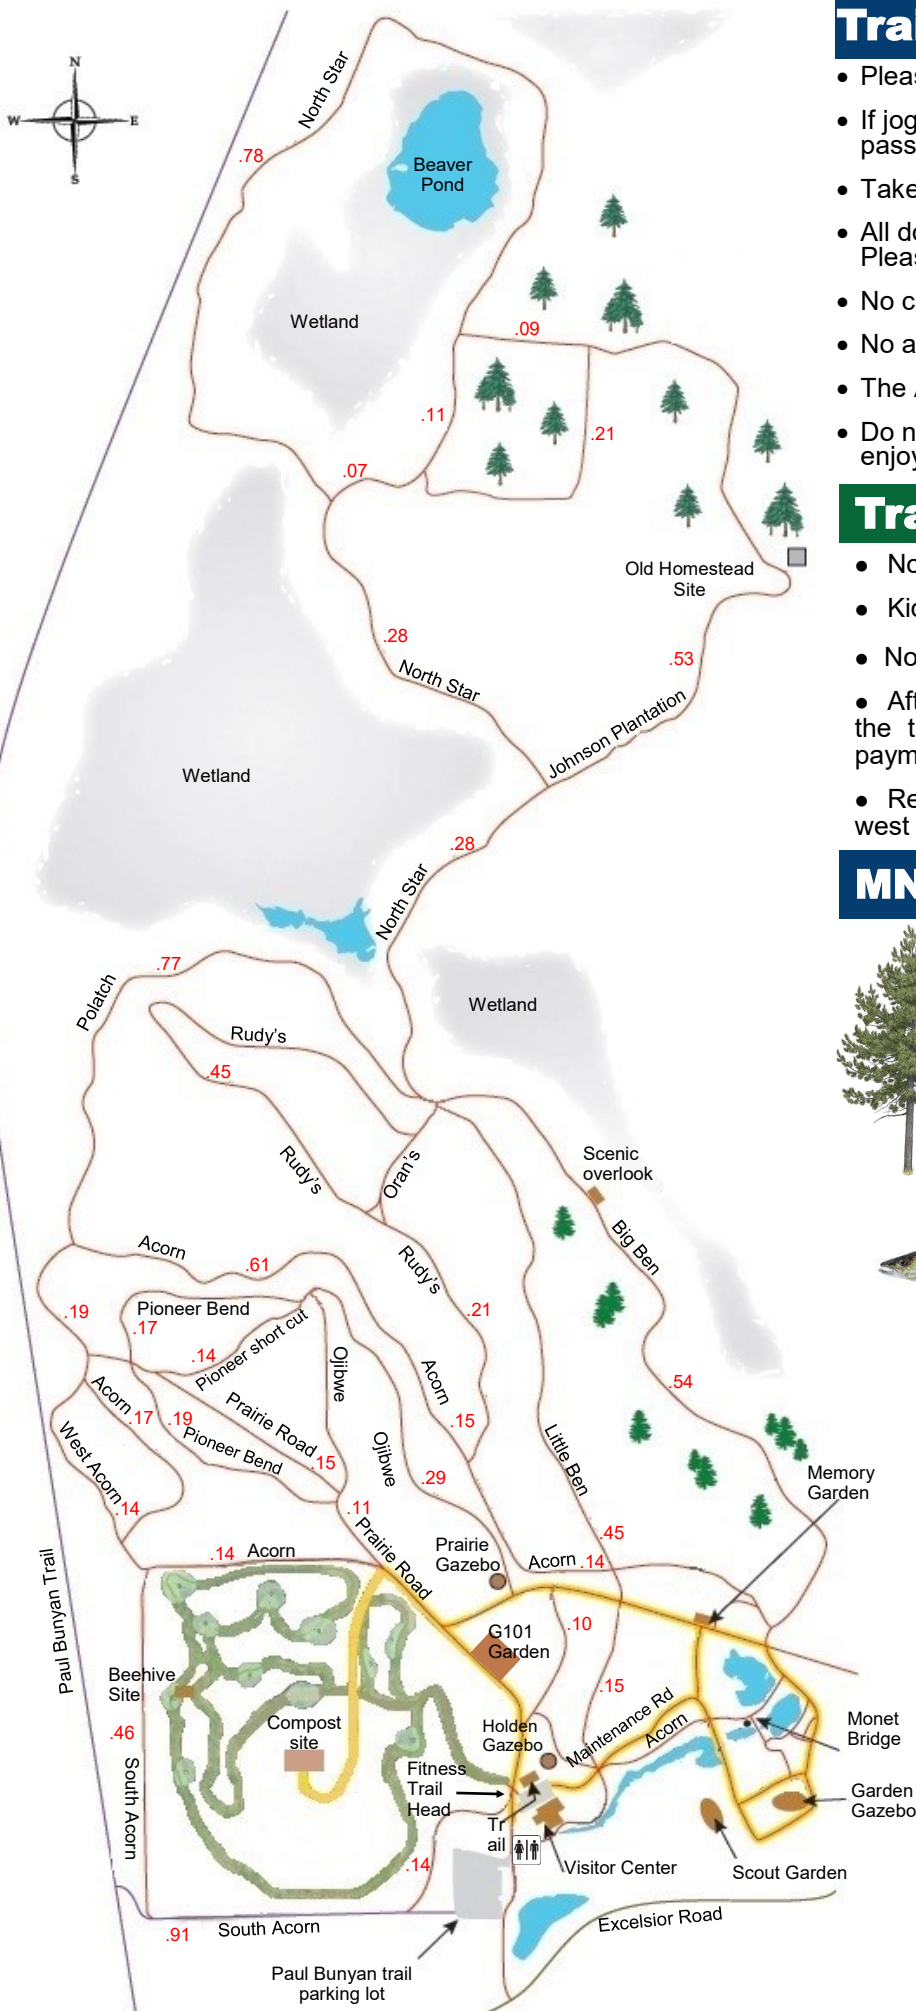 N
W
E
S
North Star
.78
Beaver
Pond
Wetland
.09
.11
.21
.07
Old Homestead
Site
.28
North Star
.53
Johnson Plantation
Wetland
.28
North Star
.77
Polatch
Wetland
Rudy's
.45
Rudy's
Oran's
Scenic
overlook
Big Ben
Acorn
.61
Rudy's
.19
Pioneer Bend
.17
.14
Pioneer short cut
.21
Ojibwe
Acorn
.54
Acorn
.17
.19
Prairie Road
Pioneer Bend
.15
.15
West Acorn
Ojibwe
.29
Little Ben
Memory
Garden
.14
.11
Prairie Road
.45
Prairie
Gazebo
.14
Acorn
Acorn
.14
Paul Bunyan Trail
.10
G101
Garden
Beehive
Site
.15
Maintenance Rd
Compost
site
.46
Holden
Gazebo
Acorn
Monet
Bridge
South Acorn
Fitness
Trail
Head
Garden
Gazebo
Tr
ail
.14
Visitor Center
Scout Garden
South Acorn
.91
Excelsior Road
Paul Bunyan trail
parking lot
Trai
• Pleas
• If jog
pass
• Take
• All do
Pleas
• No c
• No a
• The
• Do n
enjoy
Tra
• No
• Kid
• No
• Aft
the t
paym
• Re
west
MN